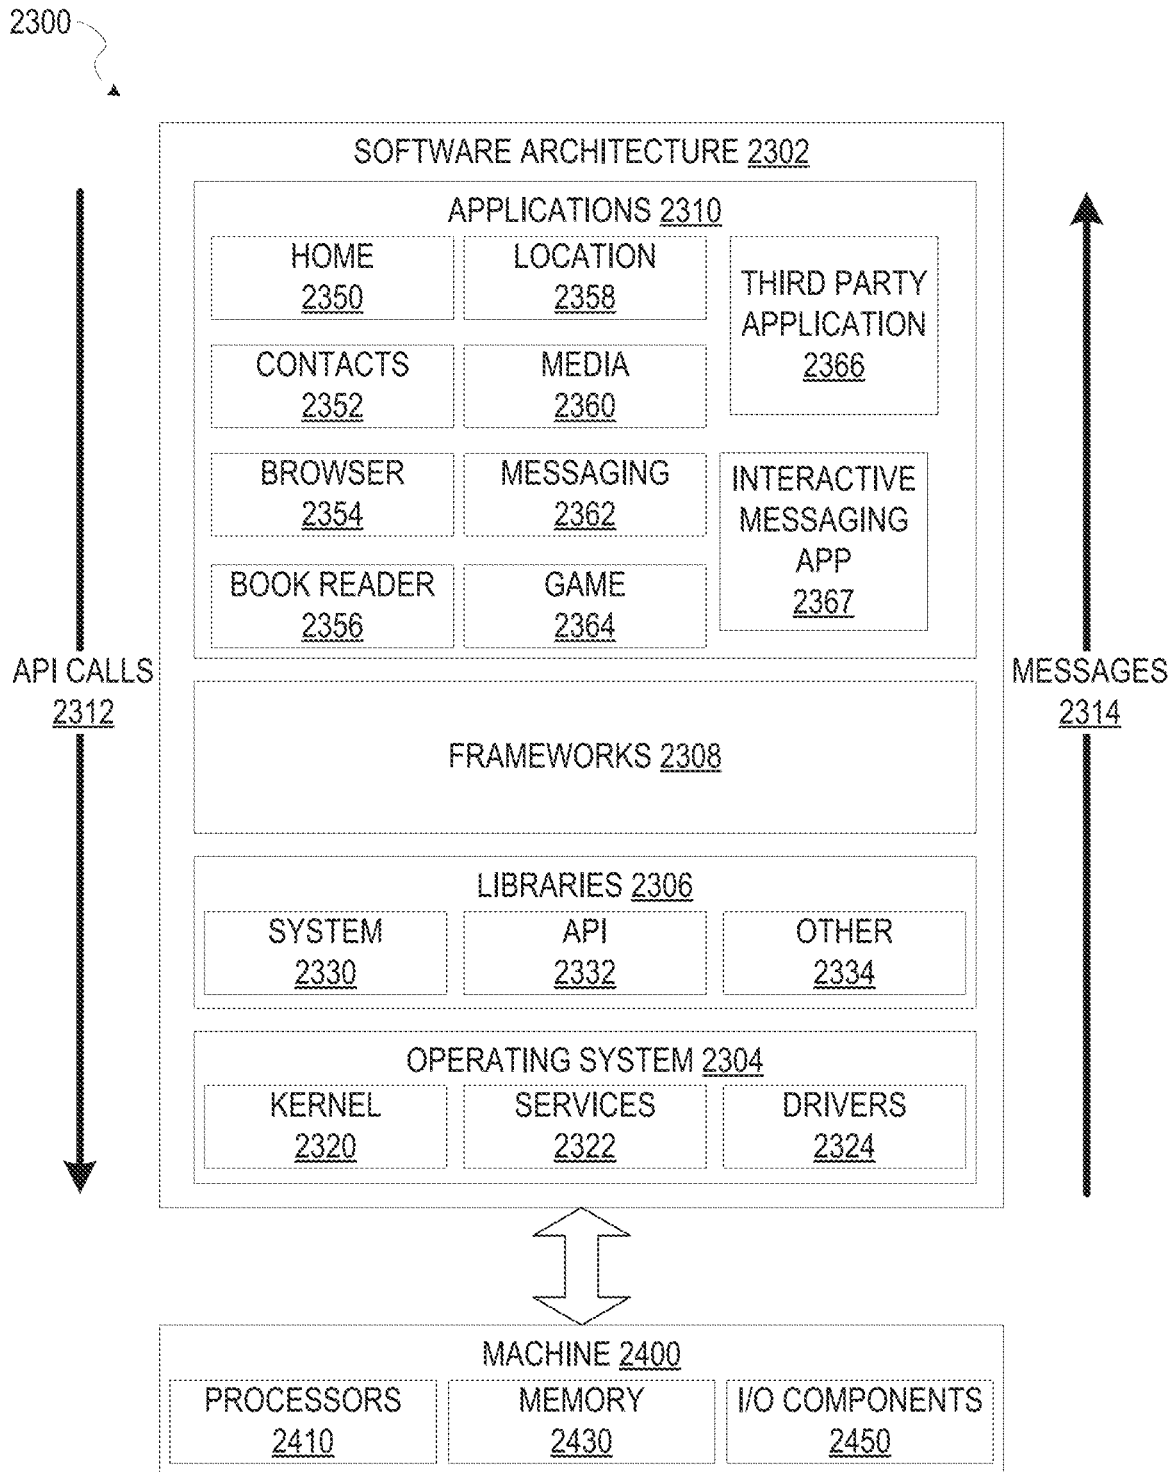 2300
SOFTWARE ARCHITECTURE 2302
APPLICATIONS 2310
HOME
2350
LOCATION
2358
THIRD PARTY
APPLICATION
2366
CONTACTS
2352
MEDIA
2360
BROWSER
2354
MESSAGING
2362
INTERACTIVE
MESSAGING
APP
2367
BOOK READER
2356
GAME
2364
API CALLS
2312
MESSAGES
2314
FRAMEWORKS 2308
LIBRARIES 2306
SYSTEM
2330
API
2332
OTHER
2334
OPERATING SYSTEM 2304
KERNEL
2320
SERVICES
2322
DRIVERS
2324
MACHINE 2400
PROCESSORS
2410
MEMORY
2430
I/O COMPONENTS
2450